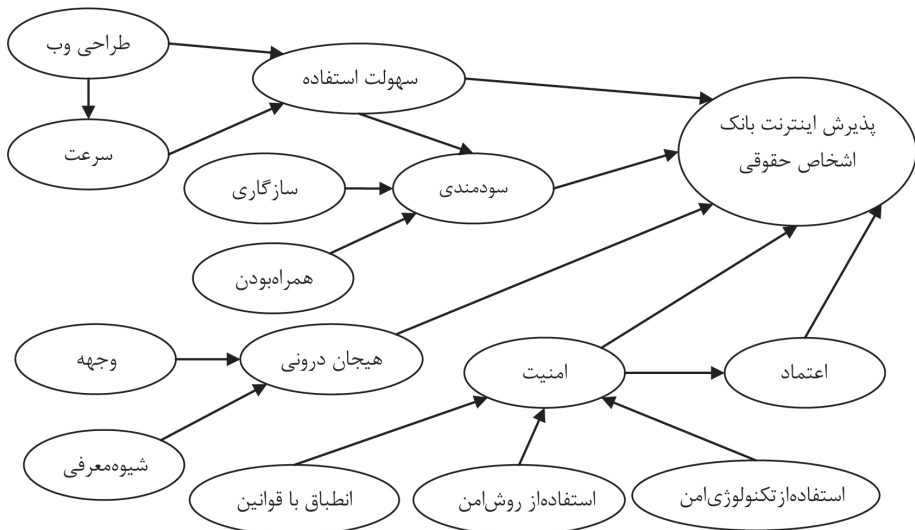 طراحی وب
سهولت استفاده
پذیرش اینترنت بانک
اشخاص حقوقی
سرعت
سازگاری
سودمندی
همراه‌بودن
وجهه
هیجان درونی
امنیت
اعتماد
شیوه‌معرفی
انطباق با قوانین
استفاده‌از روش‌امن
استفاده‌ازتکنولوژی‌امن